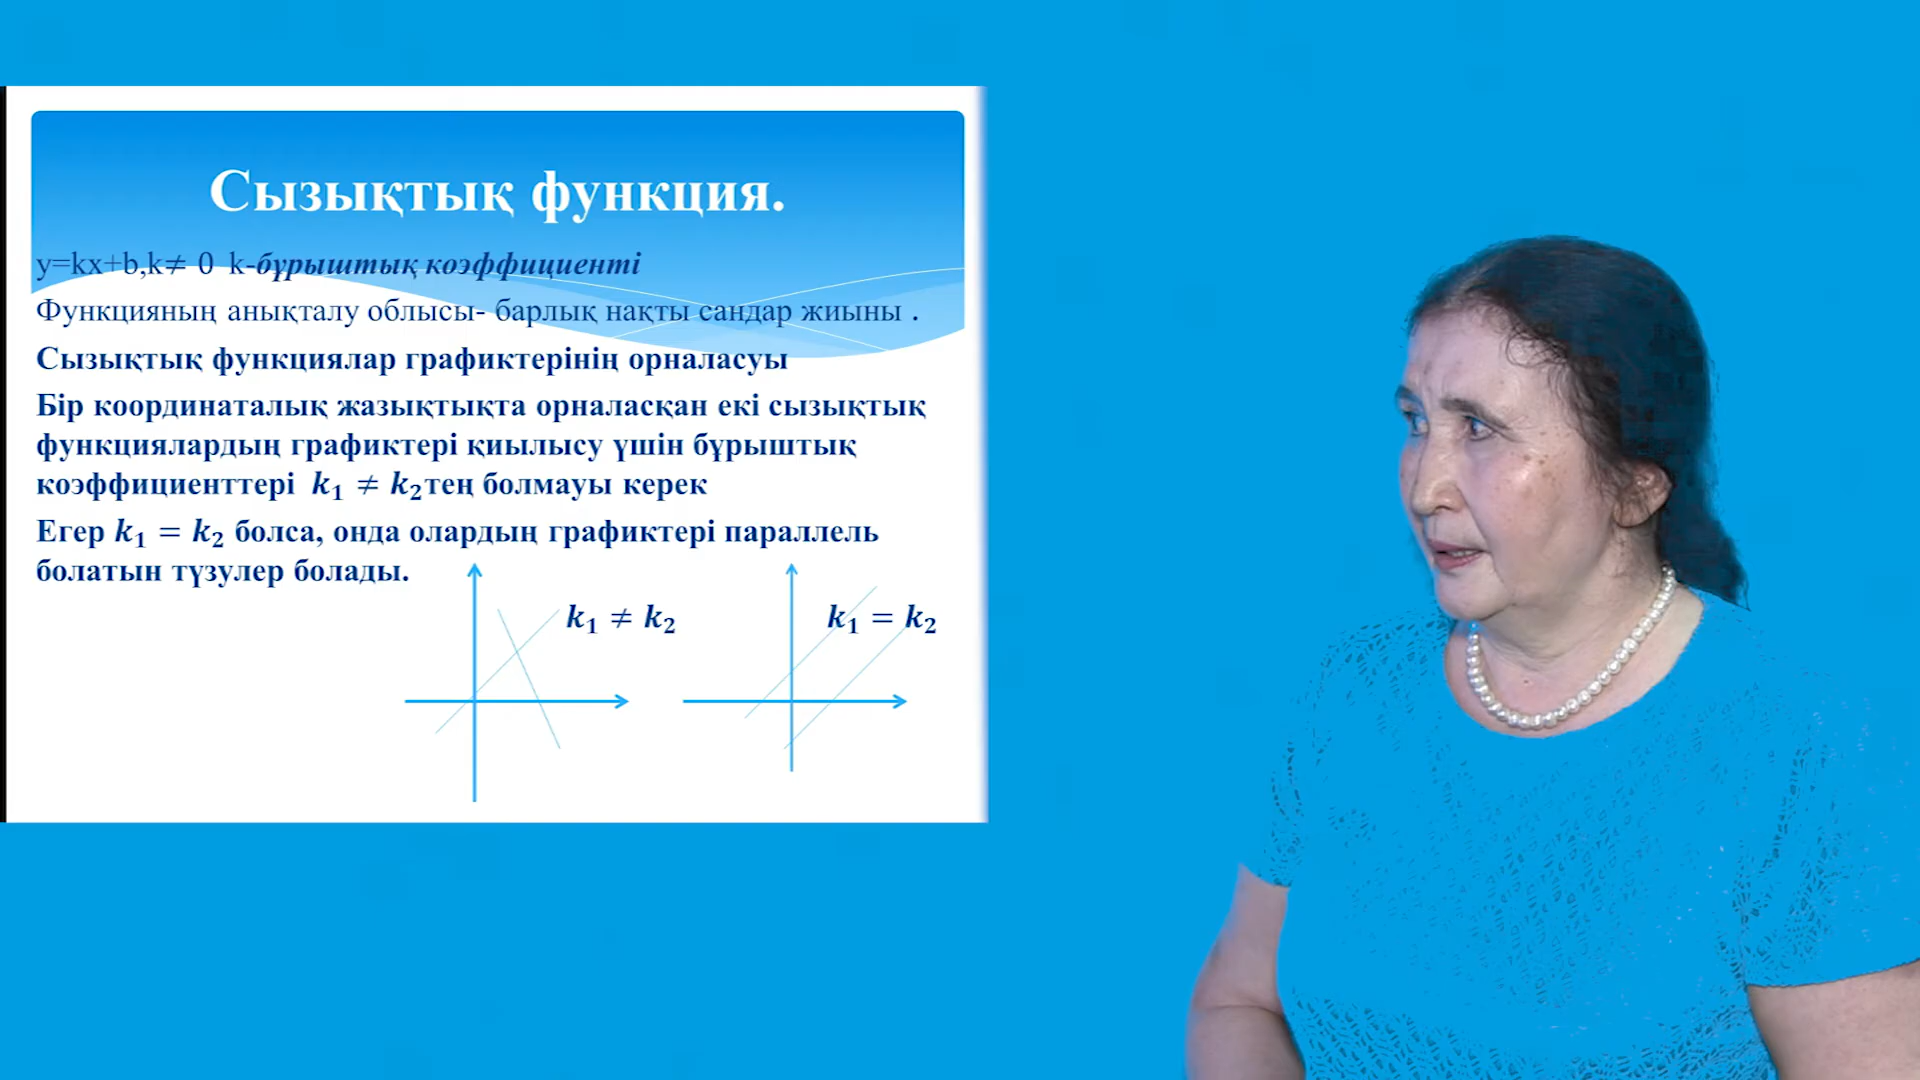 Сызықтық функция.
y=kx+b,k≠ 0 k-бұрыштық коэффициенті
Функцияның анықталу облысы- барлық нақты сандар жиыны .
Сызықтық функциялар графиктерінің орналасуы
Бір координаталық жазықтықта орналасқан екі сызықтық
функциялардың графиктері қиылысу үшін бұрыштық
коэффициенттері k₁ ≠ k₂тең болмауы керек
Егер k₁ = k₂ болса, онда олардың графиктері параллель
болатын түзулер болады.
k₁ ≠ k₂
k₁ = k₂